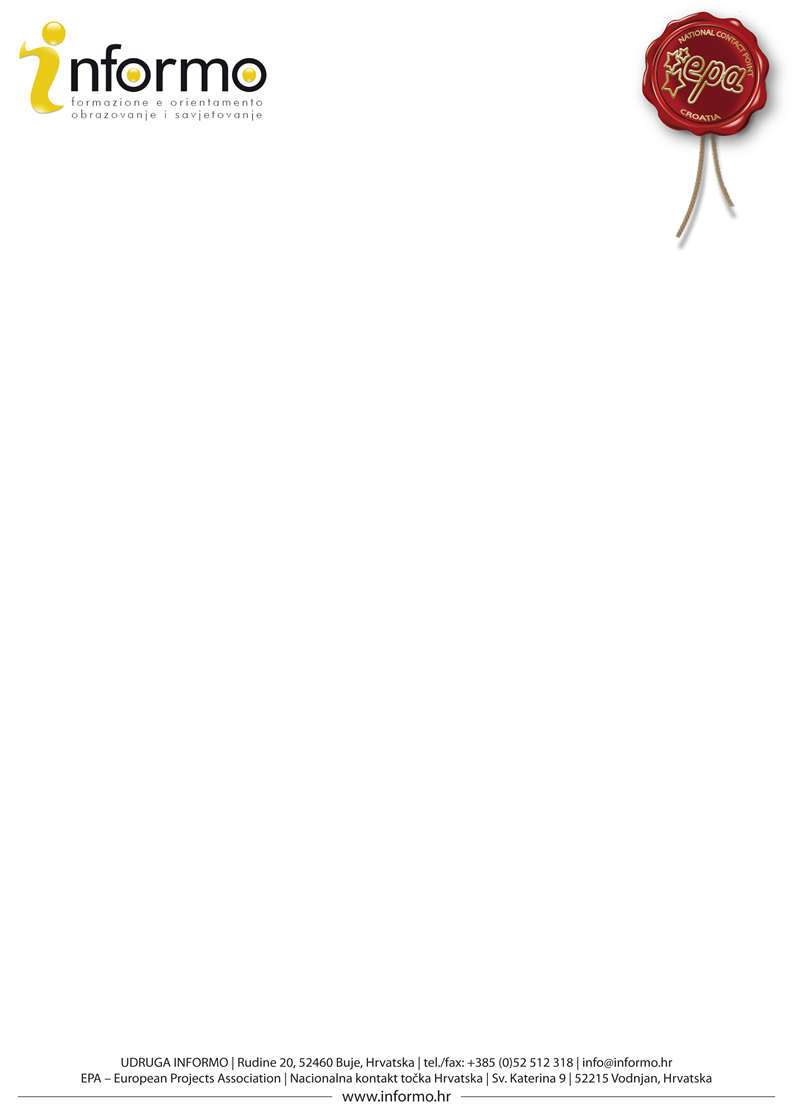 informo
formazione e orientamento
obrazovanje i savjetovanje
NATIONAL CONTACT POINT
epa
CROATIA
UDRUGA INFORMO | Rudine 20, 52460 Buje, Hrvatska | tel./fax: +385 (0)52 512 318 | info@informo.hr
EPA – European Projects Association | Nacionalna kontakt točka Hrvatska | Sv. Katerina 9 | 52215 Vodnjan, Hrvatska
www.informo.hr